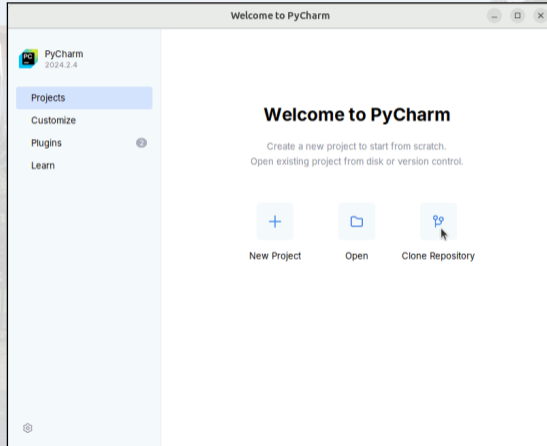 Welcome to PyCharm
PC
PyCharm
2024.2.4
Projects
Customize
Plugins
2
Learn
Welcome to PyCharm
Create a new project to start from scratch.
Open existing project from disk or version control.
New Project
Open
Clone Repository